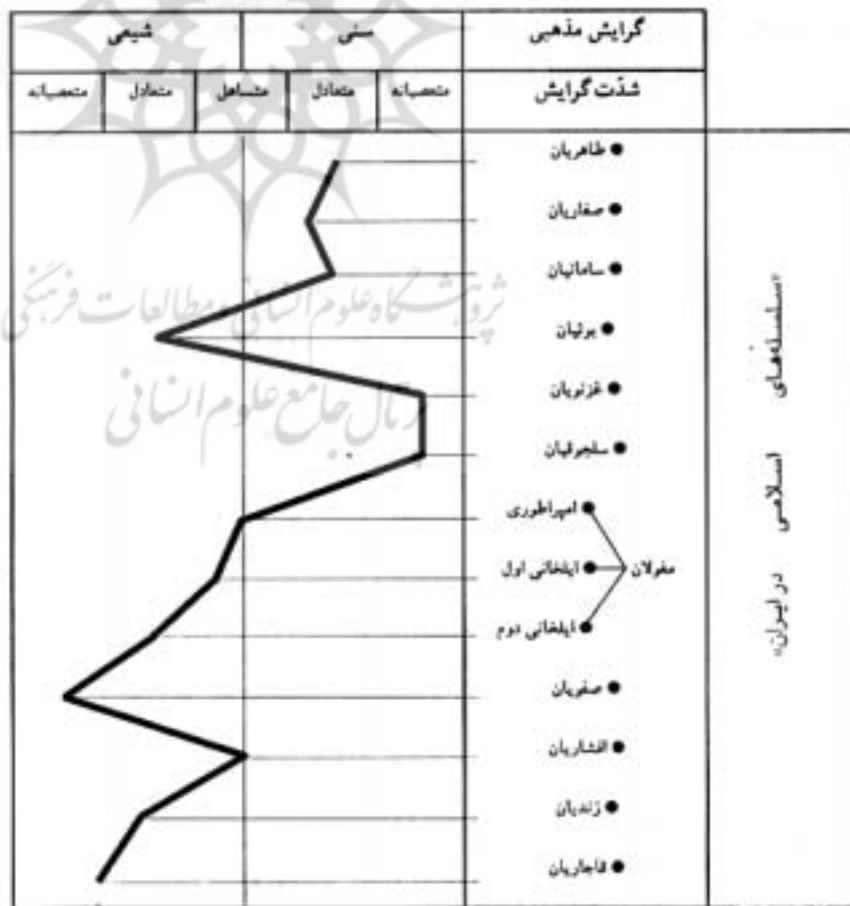 گرایش مذهبی سنی شیعی
شدّت گرایش متعصبانه متعادل متساهل متعادل متعصبانه
طاهریان
صفاریان
سامانیان
پژوهشگاه علوم انسانی و مطالعات فرهنگی
بوئیان
غزنویان
پرتال جامع علوم انسانی
سلجوقیان
امپراطوری
مغولان ایلخانی اول
ایلخانی دوم
صفویان
افشاریان
زندیان
قاجاریان
«سلسله‌های اسلامی در ایران»